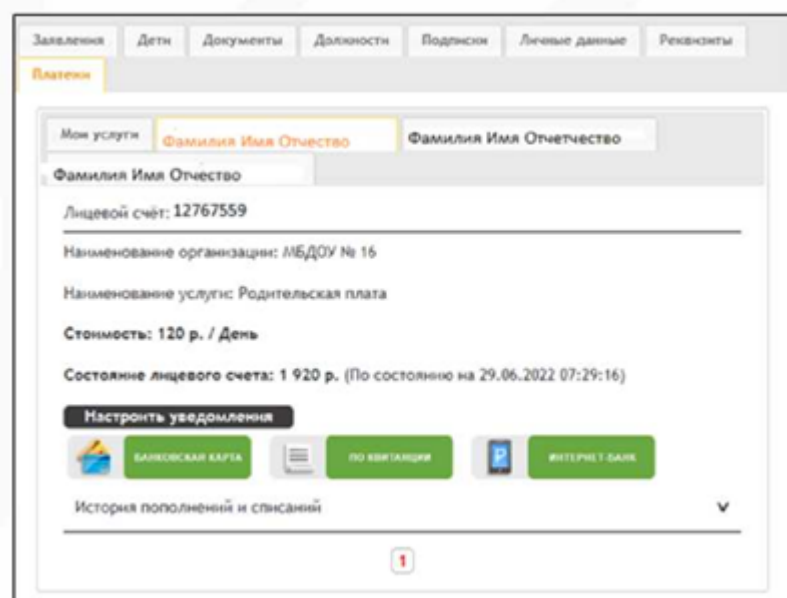 Заявления Дети Документы Должности Подписки Личные данные Реквизиты
Платежи
Мои услуги Фамилия Имя Отчество Фамилия Имя Отчетчество
Фамилия Имя Отчество
Лицевой счёт: 12767559
Наименование организации: МБДОУ № 16
Наименование услуги: Родительская плата
Стоимость: 120 р. / День
Состояние лицевого счета: 1 920 р. (По состоянию на 29.06.2022 07:29:16)
Настроить уведомления
БАНКОВСКАЯ КАРТА ПО КВИТАНЦИИ ИНТЕРНЕТ-БАНК
История пополнений и списаний
1